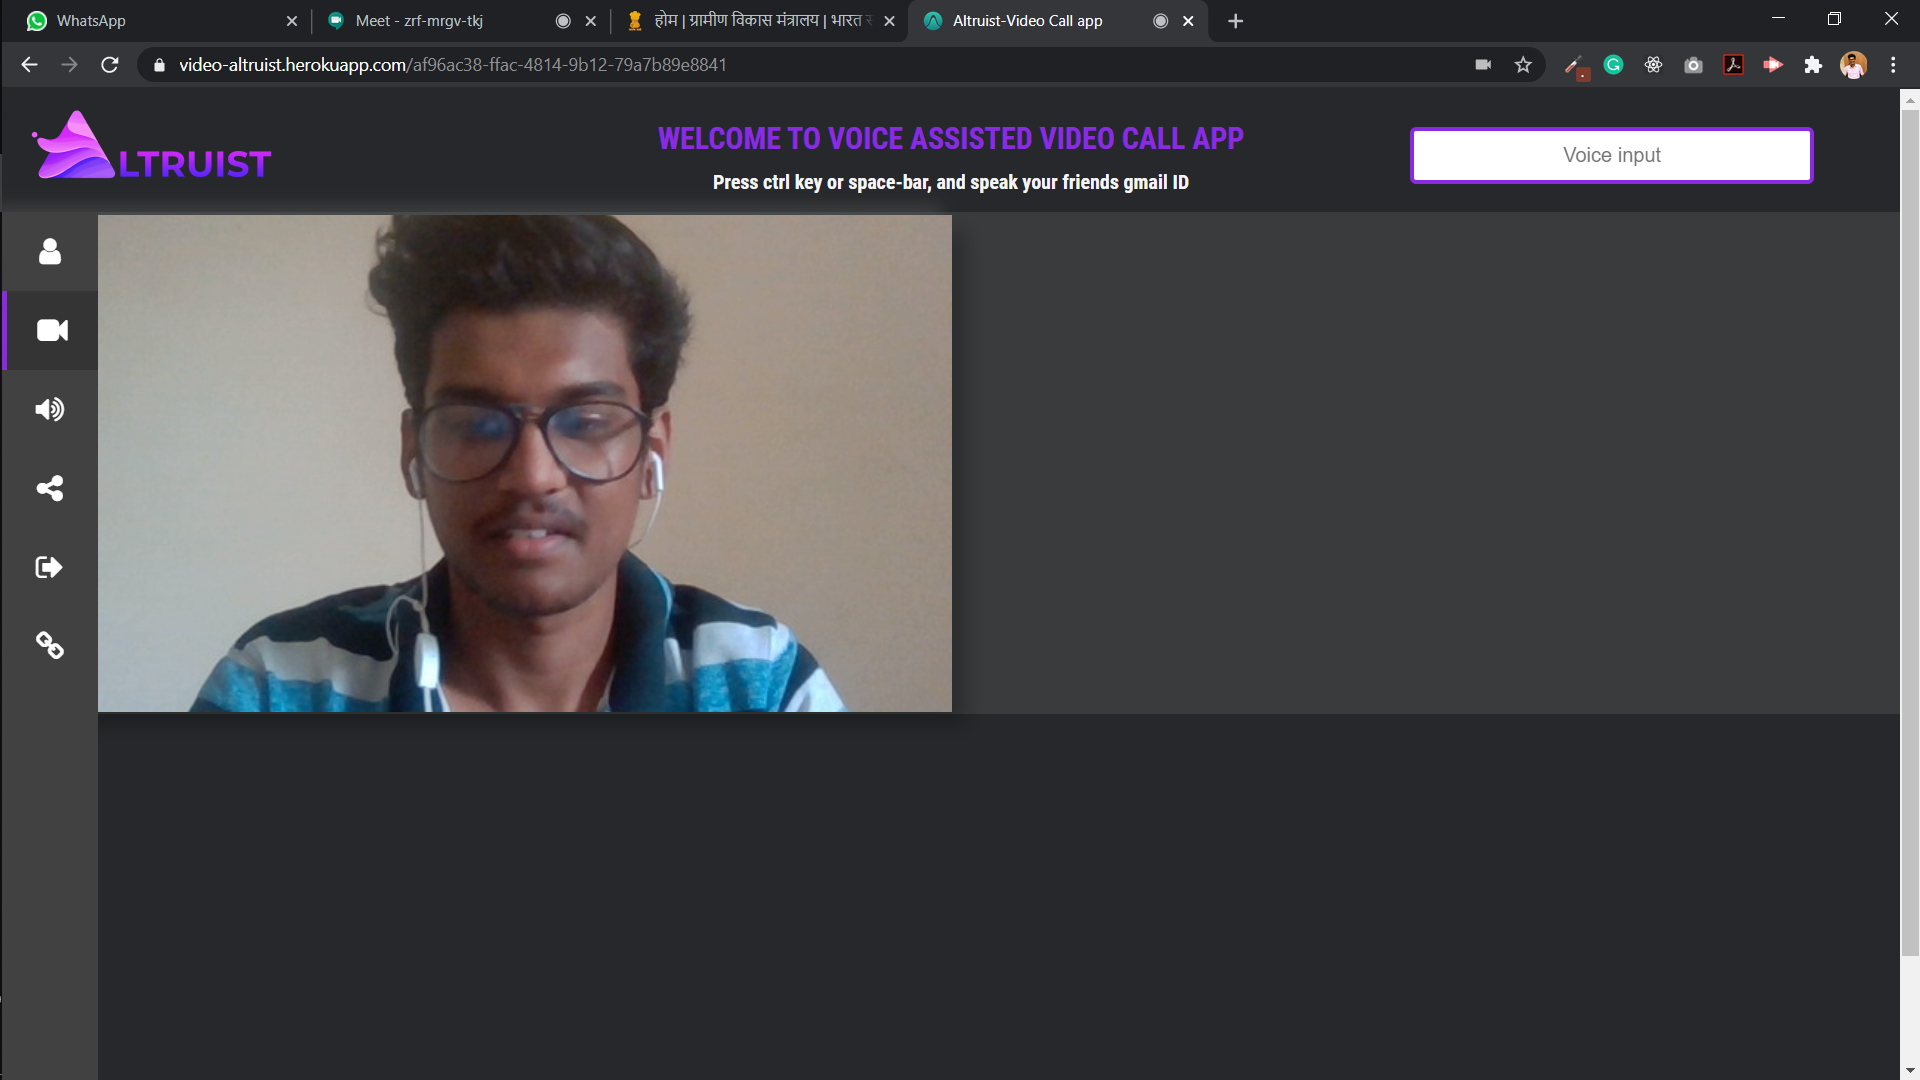 WhatsApp
Meet - zrf-mrgv-tkj
होम | ग्रामीण विकास मंत्रालय | भारत स
Altruist-Video Call app
video-altruist.herokuapp.com/af96ac38-ffac-4814-9b12-79a7b89e8841
LTRUIST
WELCOME TO VOICE ASSISTED VIDEO CALL APP
Press ctrl key or space-bar, and speak your friends gmail ID
Voice input